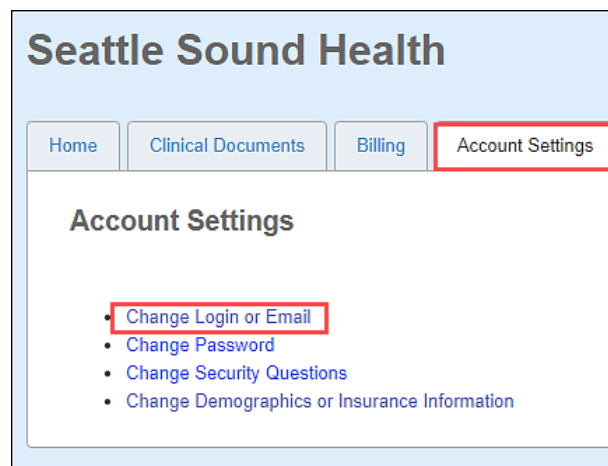 Seattle Sound Health
Home Clinical Documents Billing Account Settings
Account Settings
Change Login or Email
Change Password
Change Security Questions
Change Demographics or Insurance Information